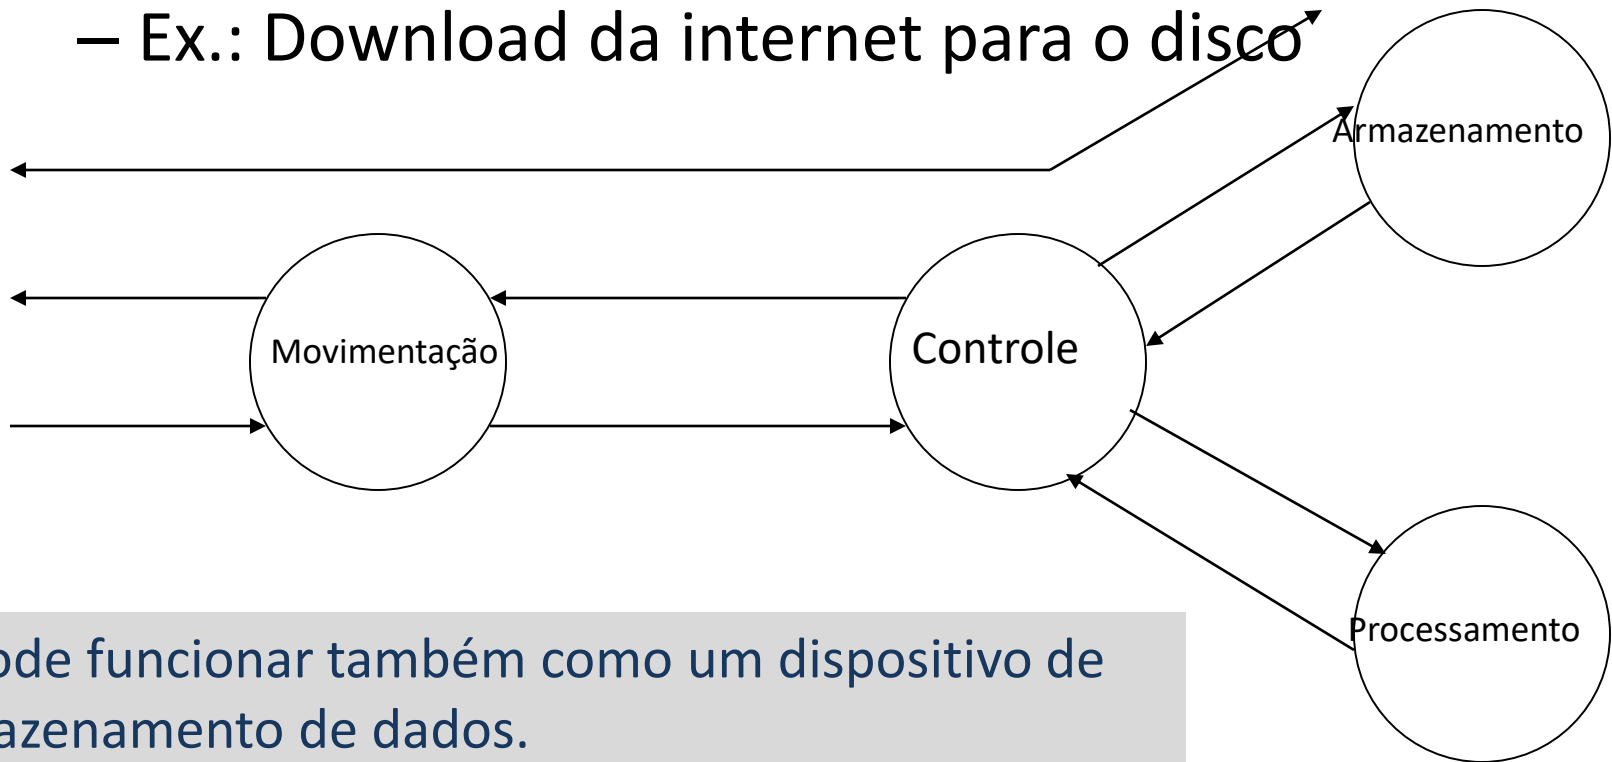 – Ex.: Download da internet para o disco
Armazenamento
Movimentação
Controle
Processamento
ode funcionar também como um dispositivo de
azenamento de dados.